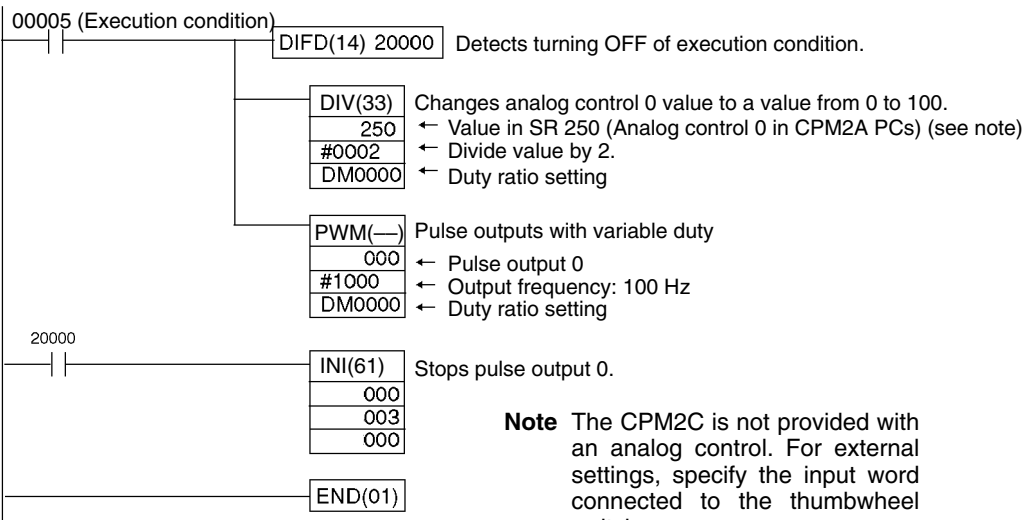 00005 (Execution condition)
DIFD(14) 20000 Detects turning OFF of execution condition.
DIV(33) Changes analog control 0 value to a value from 0 to 100.
250 ← Value in SR 250 (Analog control 0 in CPM2A PCs) (see note)
#0002 ← Divide value by 2.
DM0000 ← Duty ratio setting
PWM(––) Pulse outputs with variable duty
000 ← Pulse output 0
#1000 ← Output frequency: 100 Hz
DM0000 ← Duty ratio setting
20000
INI(61) Stops pulse output 0.
000
003
000
Note The CPM2C is not provided with
an analog control. For external
settings, specify the input word
connected to the thumbwheel
END(01)